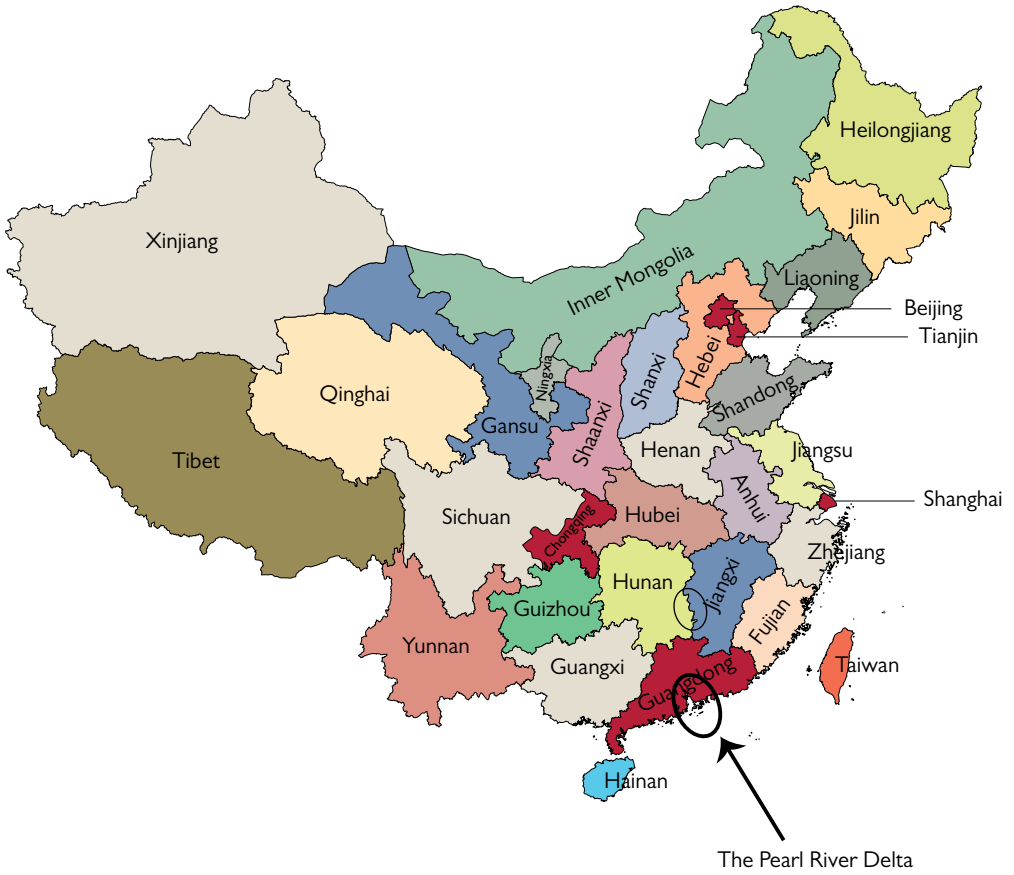 Heilongjiang
Jilin
Xinjiang
Inner Mongolia
Liaoning
Beijing
Tianjin
Hebei
Ningxia
Shanxi
Qinghai
Shandong
Gansu
Shaanxi
Henan
Jiangsu
Tibet
Anhui
Shanghai
Sichuan
Hubei
Chongqing
Zhejiang
Hunan
Jiangxi
Guizhou
Fujian
Yunnan
Guangxi
Taiwan
Guangdong
Hainan
The Pearl River Delta